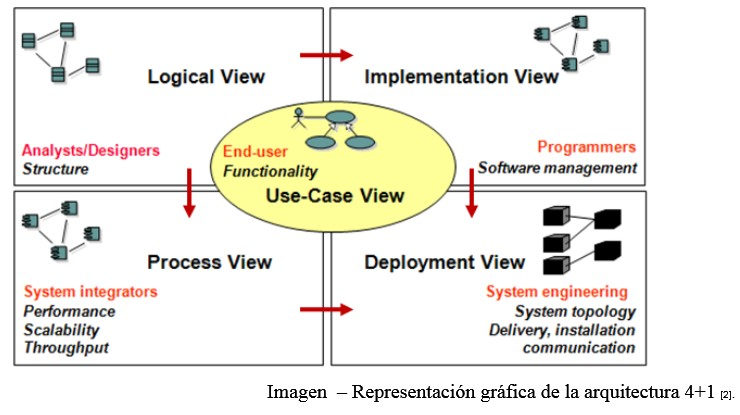 Logical View
Analysts/Designers
Structure
Implementation View
Programmers
Software management
End-user
Functionality
Use-Case View
Process View
System integrators
Performance
Scalability
Throughput
Deployment View
System engineering
System topology
Delivery, installation
communication
Imagen – Representación gráfica de la arquitectura 4+1 [2].